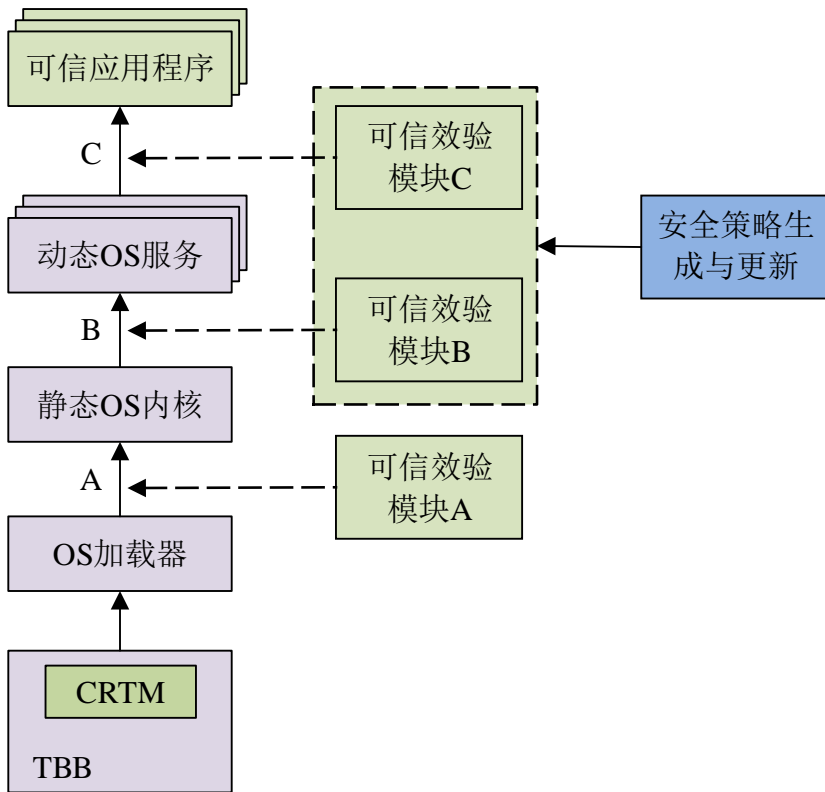 可信应用程序
可信效验
模块C
C
安全策略生
成与更新
动态OS服务
可信效验
模块B
B
静态OS内核
可信效验
模块A
A
OS加载器
CRTM
TBB